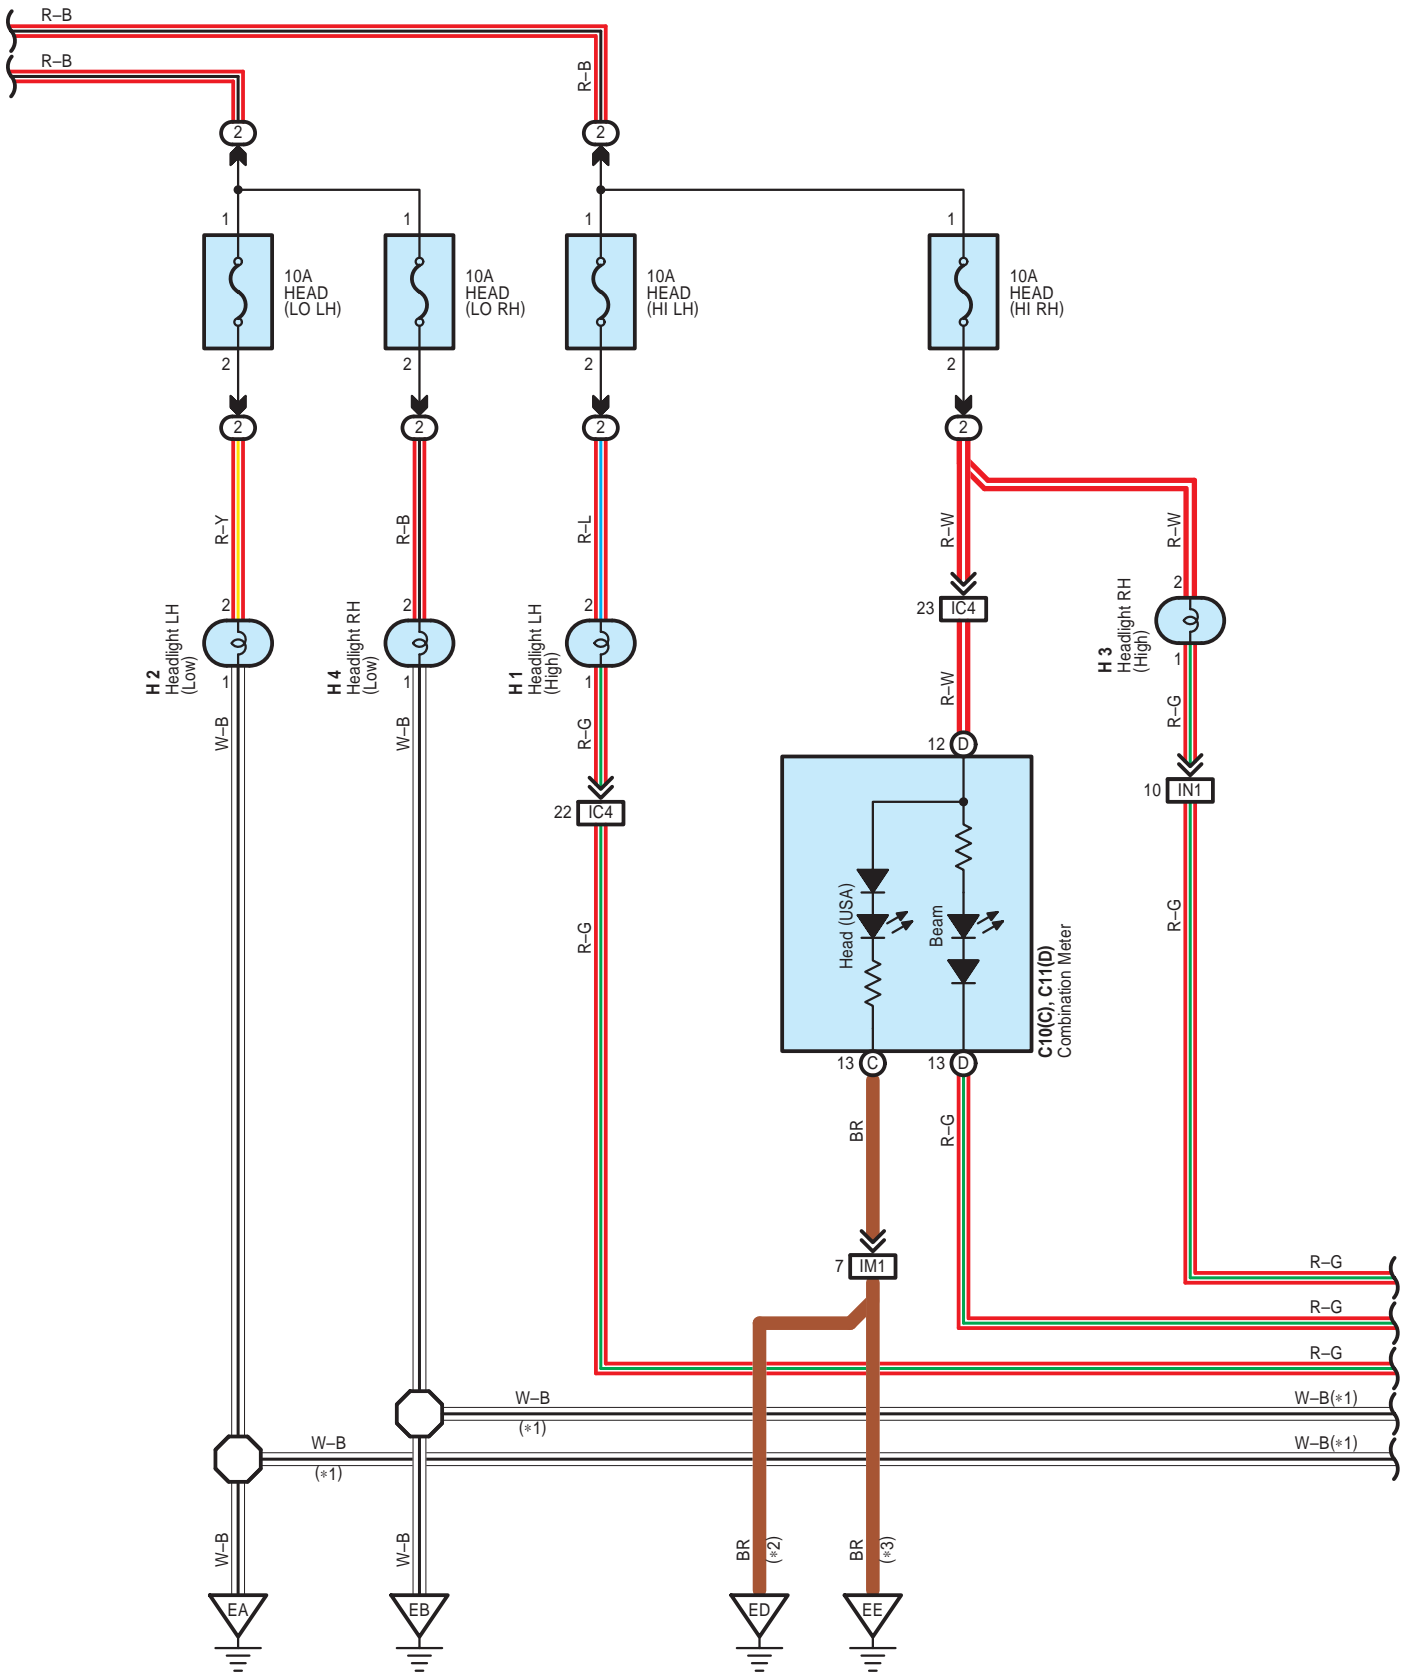 R–B
R–B
R–B
2
2
1
1
1
1
10A
HEAD
(LO LH)
10A
HEAD
(LO RH)
10A
HEAD
(HI LH)
10A
HEAD
(HI RH)
2
2
2
2
2
2
2
2
R–Y
R–B
R–L
R–W
R–W
2
2
2
2
23 IC4
H 2
Headlight LH
(Low)
H 4
Headlight RH
(Low)
H 1
Headlight LH
(High)
H 3
Headlight RH
(High)
1
1
1
1
W–B
W–B
R–G
R–W
R–G
12 D
22 IC4
10 IN1
R–G
Head (USA)
Beam
R–G
C10(C), C11(D)
Combination Meter
13 C
13 D
BR
R–G
7 IM1
R–G
R–G
R–G
W–B
(∗1)
W–B(∗1)
W–B
(∗1)
W–B(∗1)
W–B
W–B
BR
(∗2)
BR
(∗3)
EA
EB
ED
EE